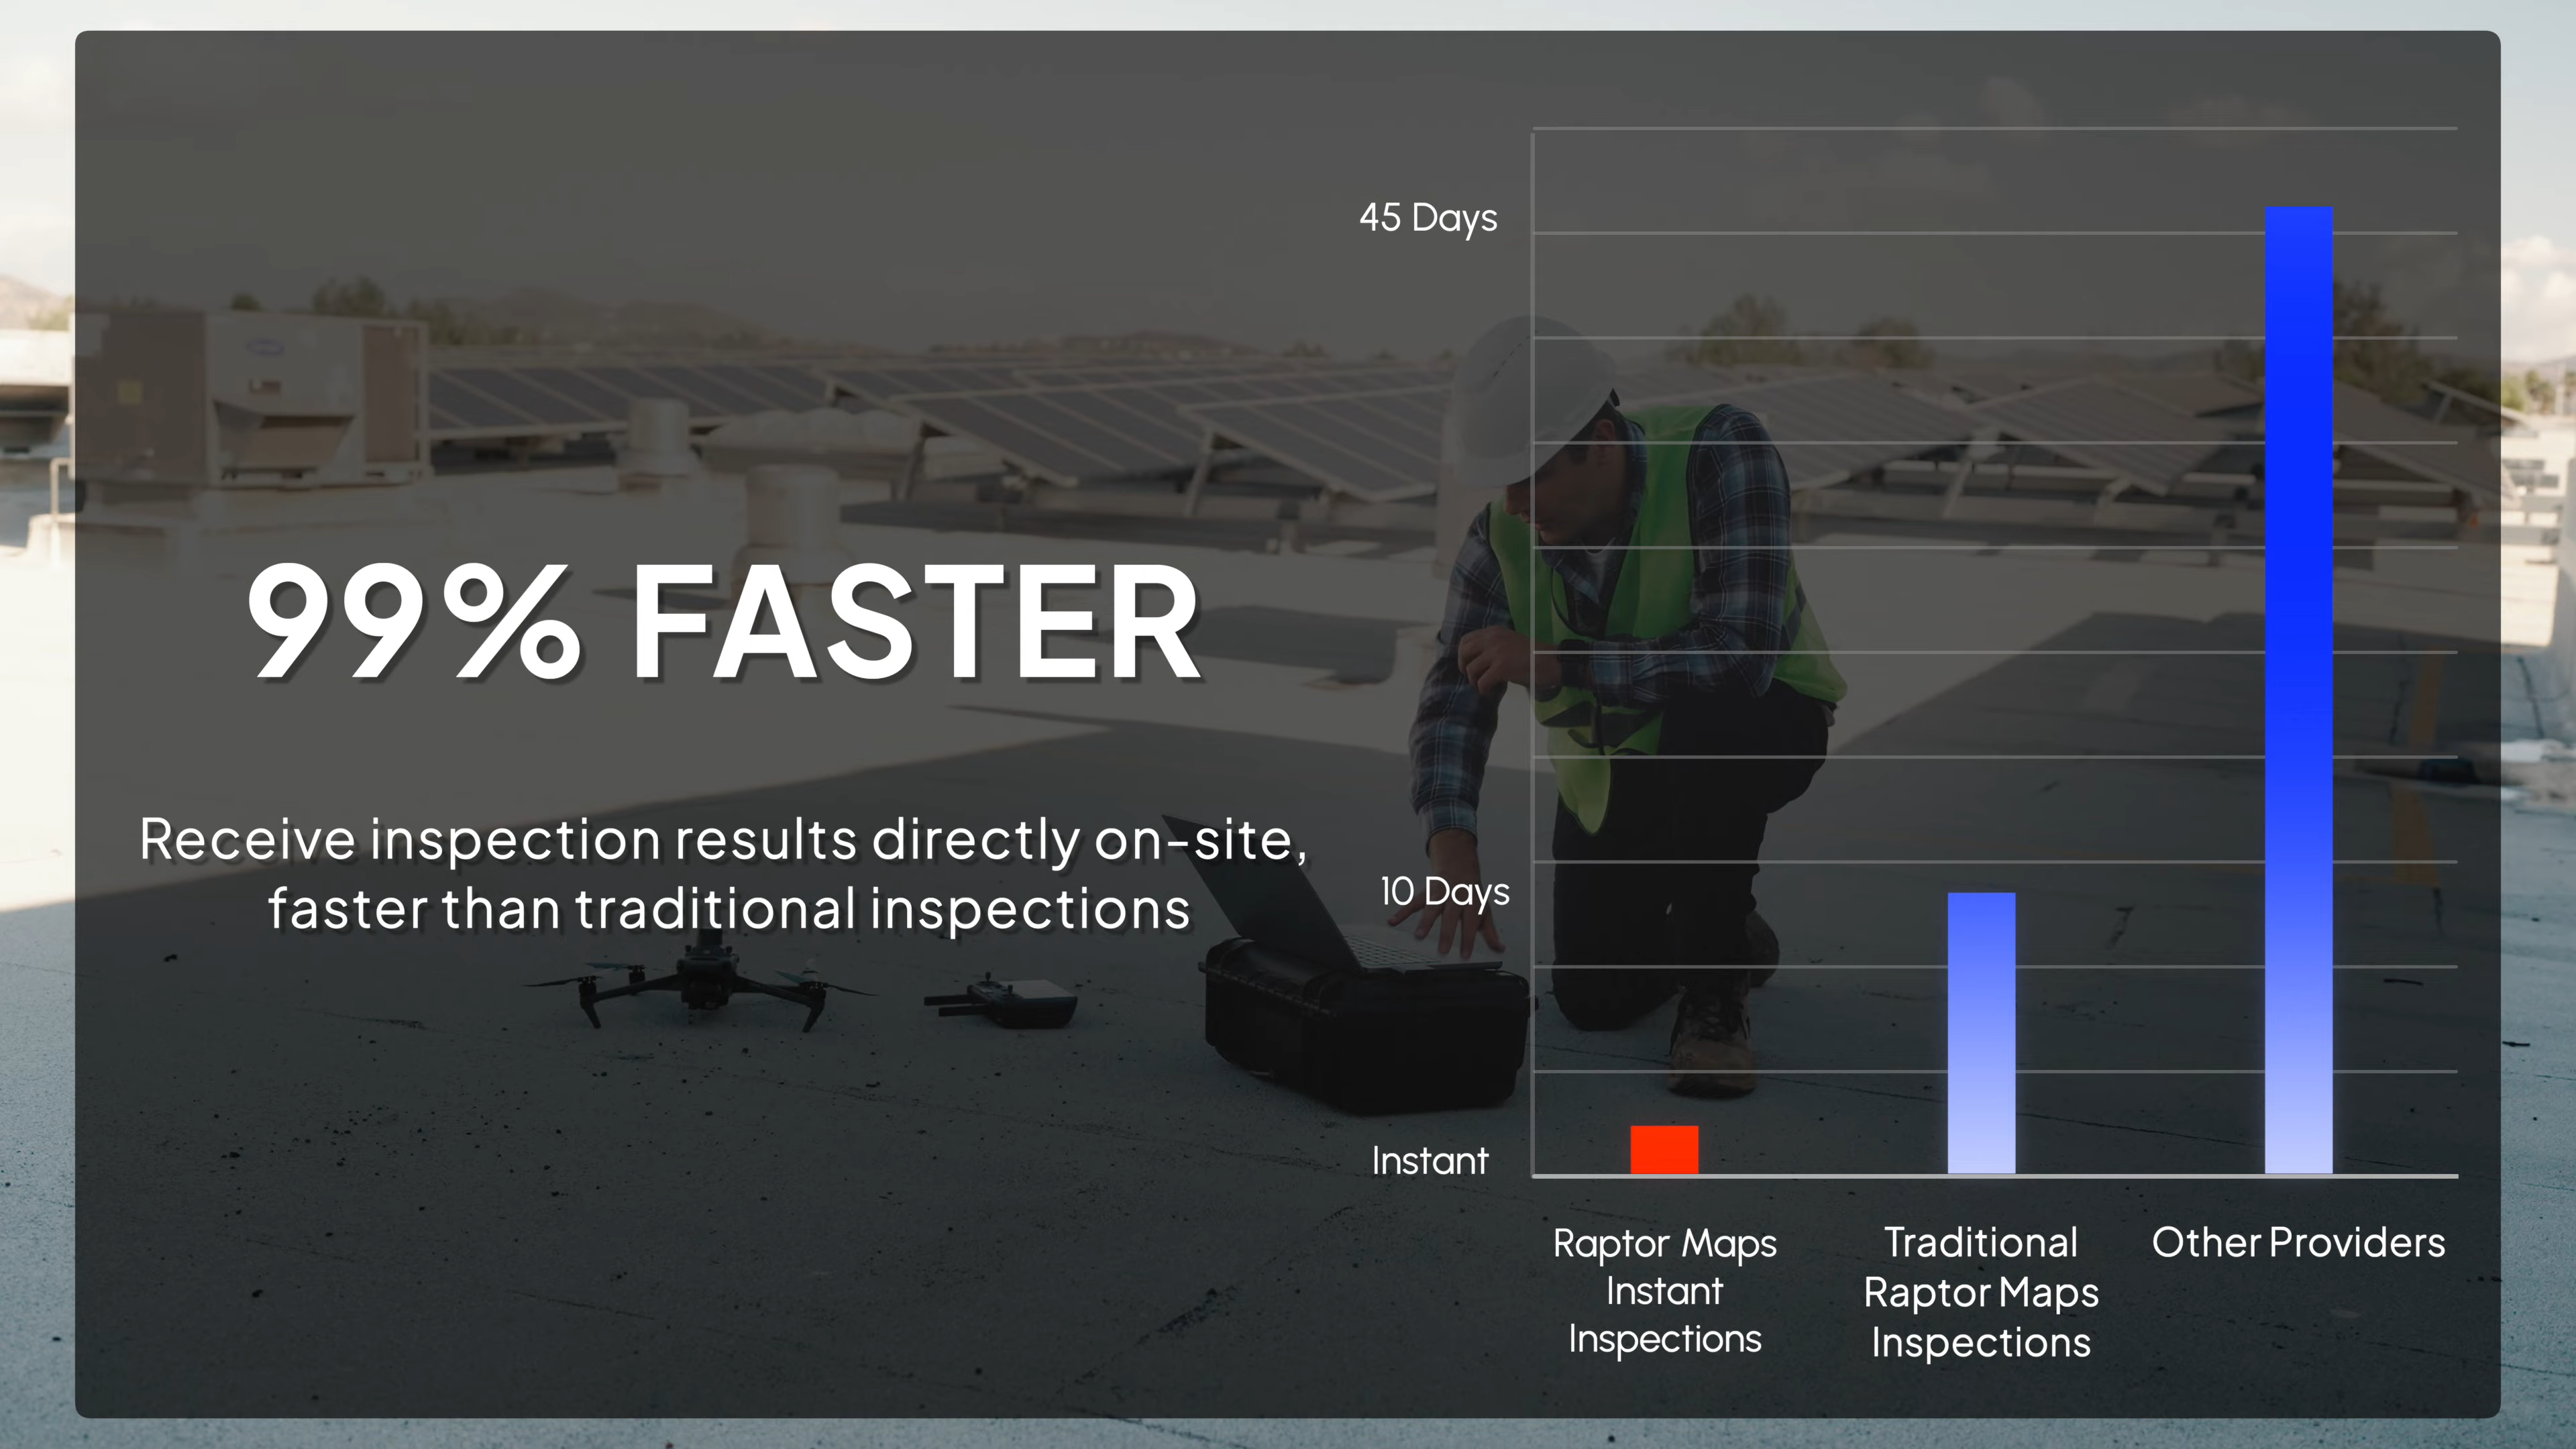 99% FASTER
Receive inspection results directly on-site,
faster than traditional inspections
45 Days
10 Days
Instant
Raptor Maps
Instant
Inspections
Traditional
Raptor Maps
Inspections
Other Providers